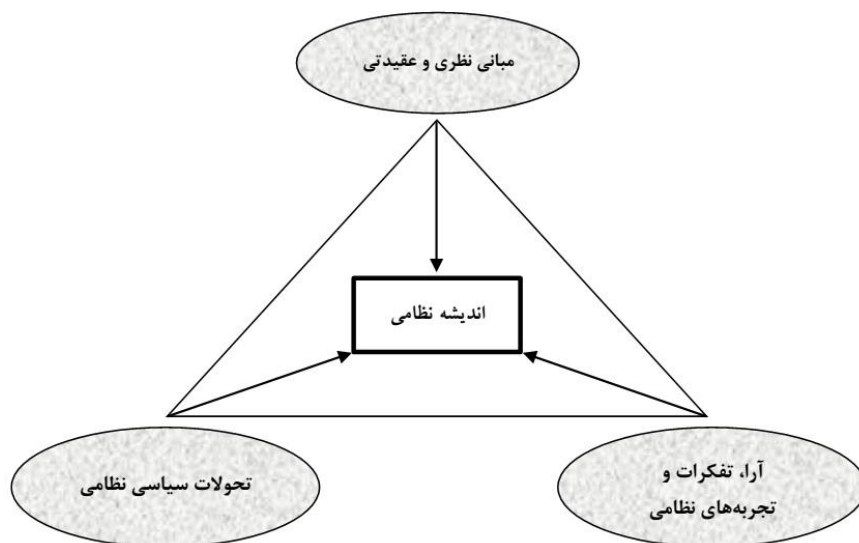 مبانی نظری و عقیدتی
اندیشه نظامی
آرا، تفکرات و
تجربه‌های نظامی
تحولات سیاسی نظامی